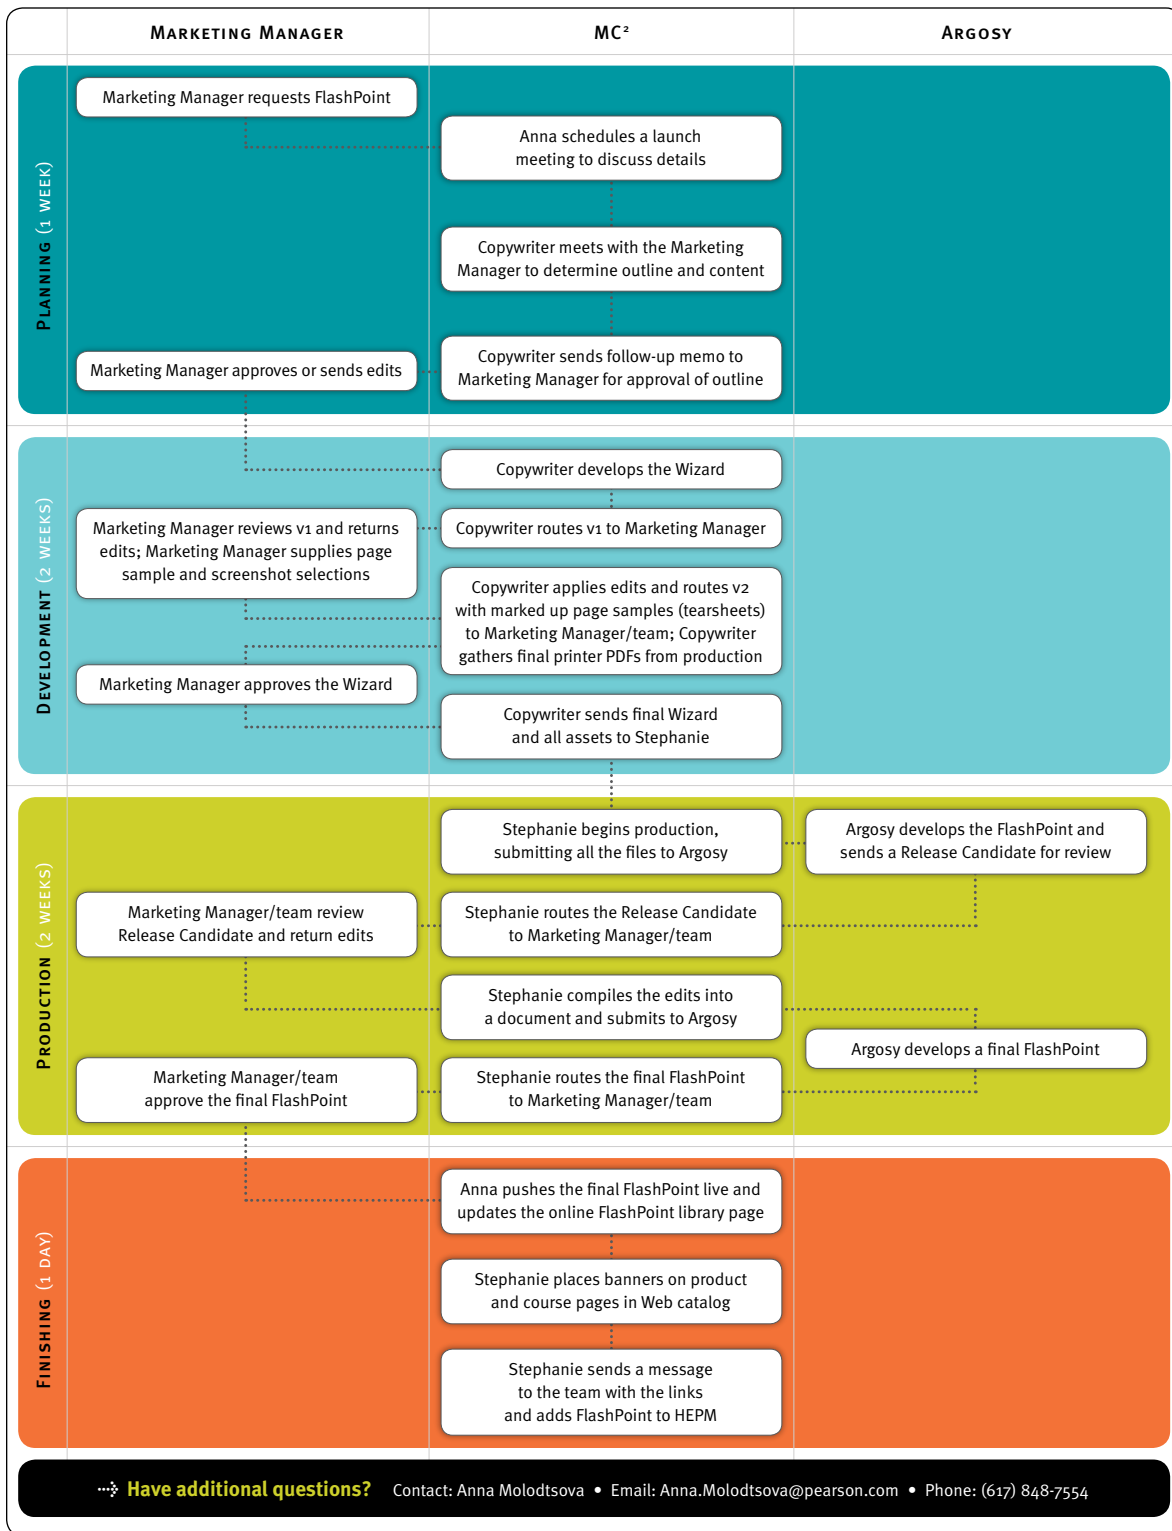 MARKETING MANAGER
MC²
ARGOSY
PLANNING (1 WEEK)
Marketing Manager requests FlashPoint
Anna schedules a launch
meeting to discuss details
Copywriter meets with the Marketing
Manager to determine outline and content
Copywriter sends follow-up memo to
Marketing Manager for approval of outline
Marketing Manager approves or sends edits
DEVELOPMENT (2 WEEKS)
Copywriter develops the Wizard
Copywriter routes v1 to Marketing Manager
Marketing Manager reviews v1 and returns
edits; Marketing Manager supplies page
sample and screenshot selections
Copywriter applies edits and routes v2
with marked up page samples (tearsheets)
to Marketing Manager/team; Copywriter
gathers final printer PDFs from production
Marketing Manager approves the Wizard
Copywriter sends final Wizard
and all assets to Stephanie
PRODUCTION (2 WEEKS)
Stephanie begins production,
submitting all the files to Argosy
Argosy develops the FlashPoint and
sends a Release Candidate for review
Stephanie routes the Release Candidate
to Marketing Manager/team
Marketing Manager/team review
Release Candidate and return edits
Stephanie compiles the edits into
a document and submits to Argosy
Argosy develops a final FlashPoint
Stephanie routes the final FlashPoint
to Marketing Manager/team
Marketing Manager/team
approve the final FlashPoint
FINISHING (1 DAY)
Anna pushes the final FlashPoint live and
updates the online FlashPoint library page
Stephanie places banners on product
and course pages in Web catalog
Stephanie sends a message
to the team with the links
and adds FlashPoint to HEPM
Have additional questions? Contact: Anna Molodtsova • Email: Anna.Molodtsova@pearson.com • Phone: (617) 848-7554